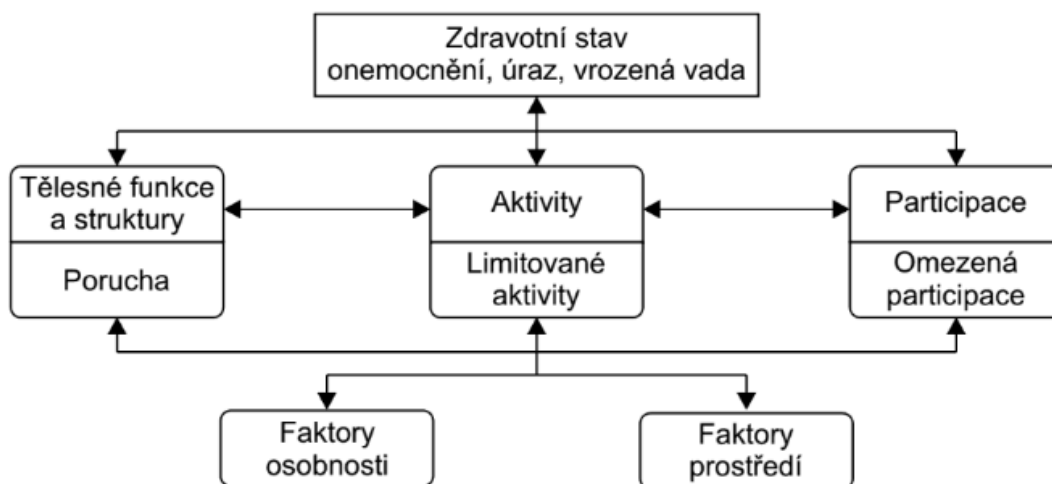 Zdravotní stav
onemocnění, úraz, vrozená vada
Tělesné funkce
a struktury
Porucha
Aktivity
Limitované
aktivity
Participace
Omezená
participace
Faktory
osobnosti
Faktory
prostředí